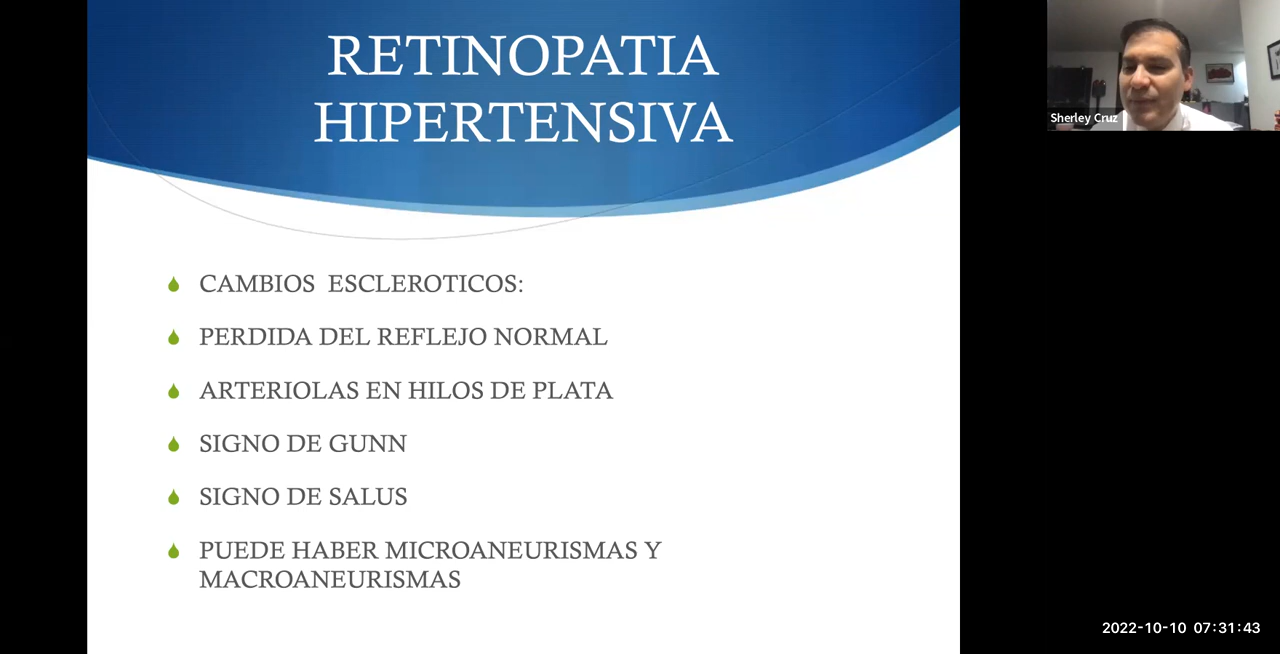 RETINOPATIA
HIPERTENSIVA
Sherley Cruz
CAMBIOS ESCLEROTICOS:
PERDIDA DEL REFLEJO NORMAL
ARTERIOLAS EN HILOS DE PLATA
SIGNO DE GUNN
SIGNO DE SALUS
PUEDE HABER MICROANEURISMAS Y
MACROANEURISMAS
2022-10-10 07:31:43